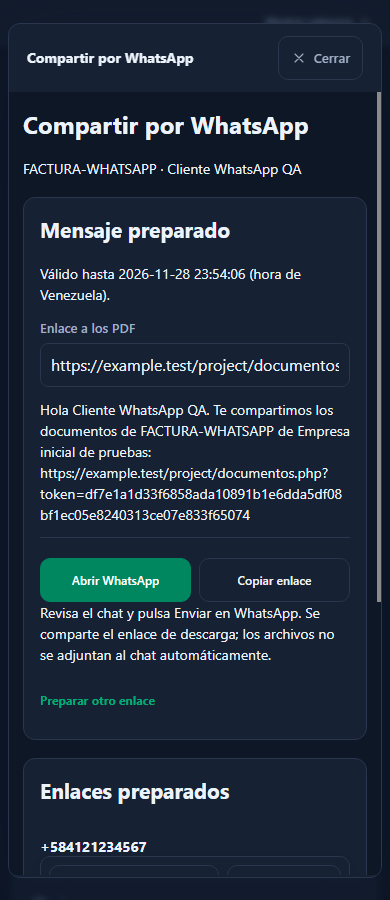 Compartir por WhatsApp
Cerrar
Compartir por WhatsApp
FACTURA-WHATSAPP · Cliente WhatsApp QA
Mensaje preparado
Válido hasta 2026-11-28 23:54:06 (hora de
Venezuela).
Enlace a los PDF
https://example.test/project/documentos
Hola Cliente WhatsApp QA. Te compartimos los
documentos de FACTURA-WHATSAPP de Empresa
inicial de pruebas:
https://example.test/project/documentos.php?
token=df7e1a1d33f6858ada10891b1e6dda5df08
bf1ec05e8240313ce07e833f65074
Abrir WhatsApp
Copiar enlace
Revisa el chat y pulsa Enviar en WhatsApp. Se
comparte el enlace de descarga; los archivos no
se adjuntan al chat automáticamente.
Preparar otro enlace
Enlaces preparados
+584121234567